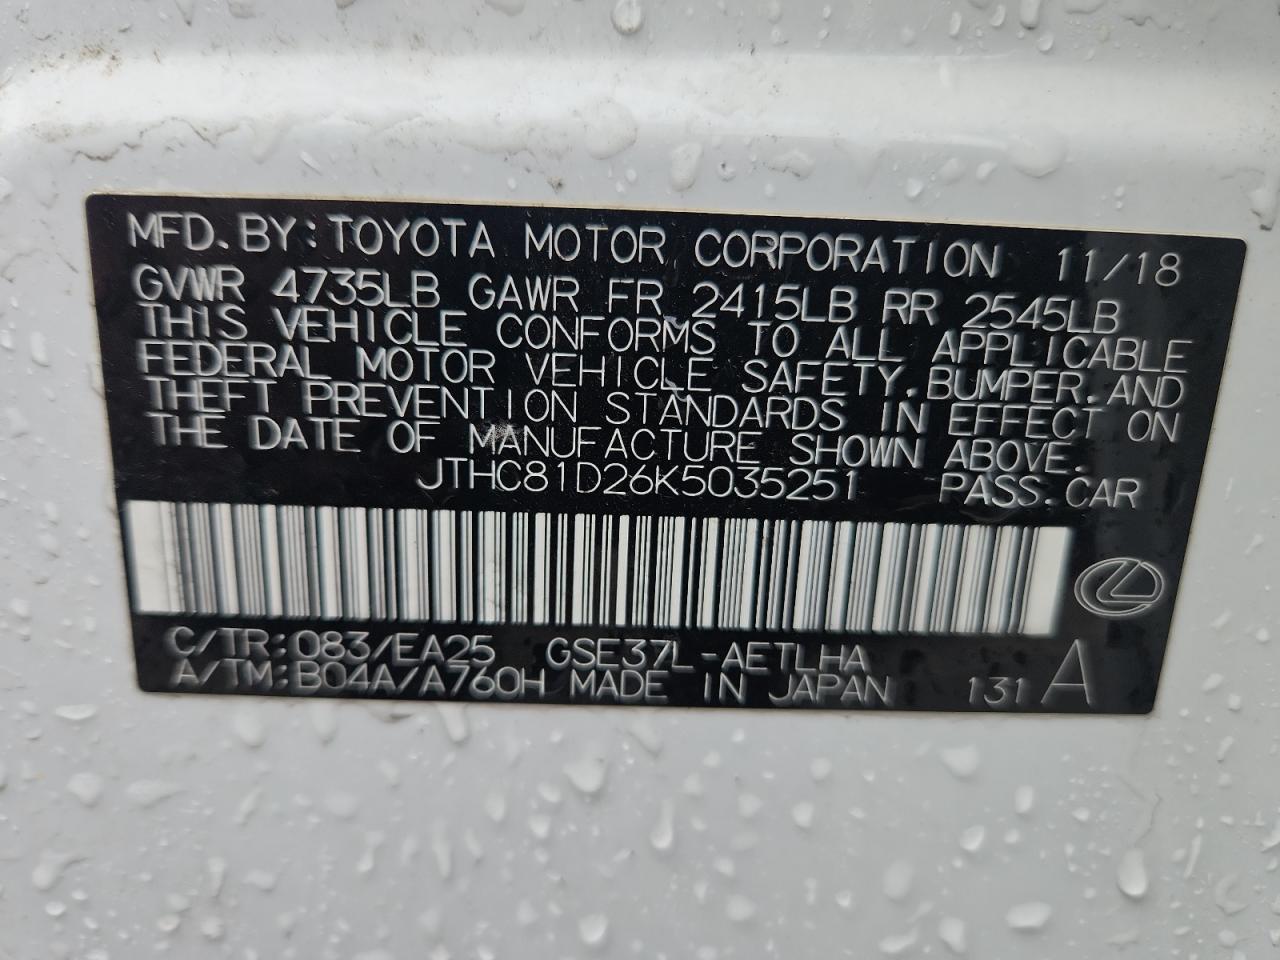 MFD.BY:TOYOTA MOTOR CORPORATION 11/18
GVWR 4735LB GAWR FR 2415LB RR 2545LB
THIS VEHICLE CONFORMS TO ALL APPLICABLE
FEDERAL MOTOR VEHICLE SAFETY,BUMPER,AND
THEFT PREVENTION STANDARDS IN EFFECT ON
THE DATE OF MANUFACTURE SHOWN ABOVE.
JTHC81D26K5035251 PASS.CAR
C/TR:083/EA25 GSE37L-AETLHA
A/TM:B04A/A760H MADE IN JAPAN 131 A